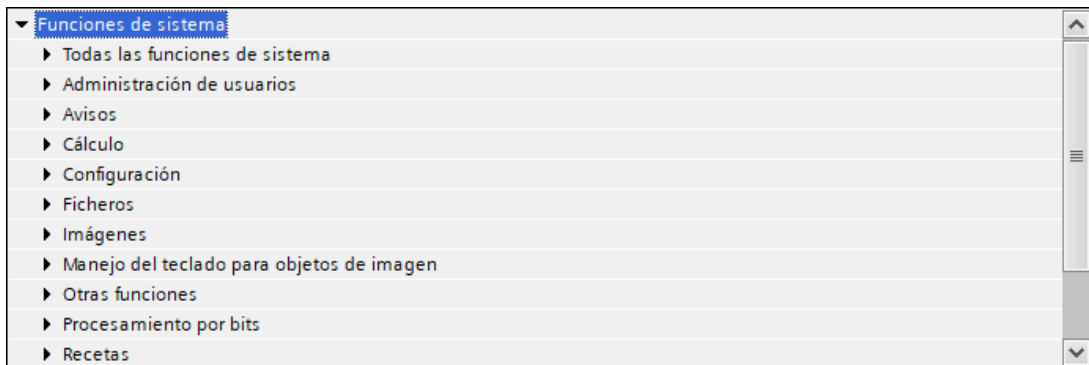 Funciones de sistema
Todas las funciones de sistema
Administración de usuarios
Avisos
Cálculo
Configuración
Ficheros
Imágenes
Manejo del teclado para objetos de imagen
Otras funciones
Procesamiento por bits
Recetas